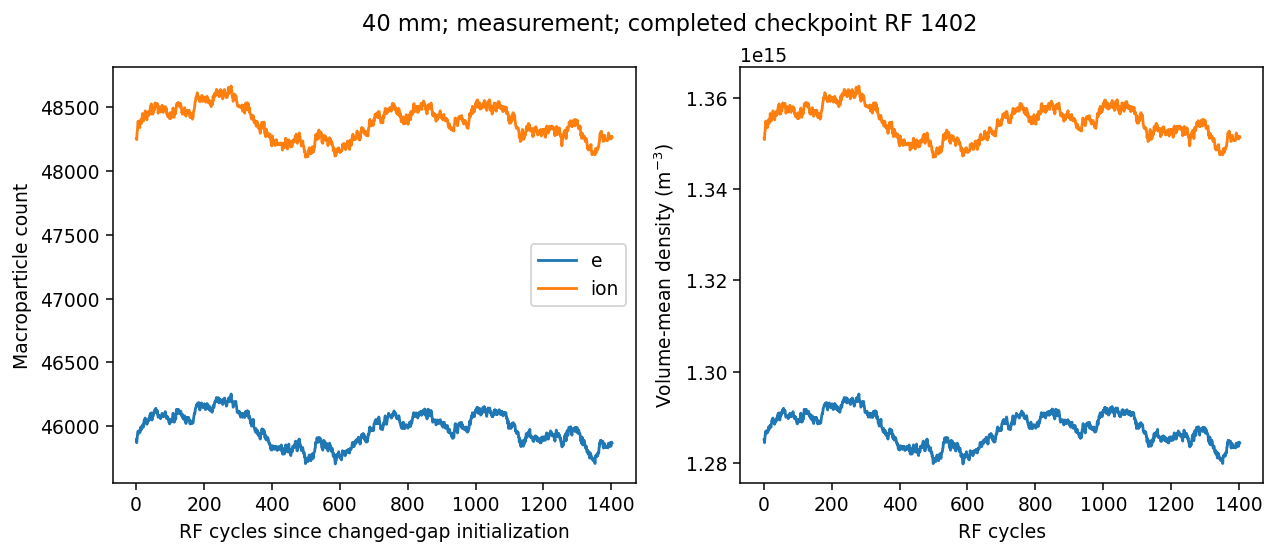 40 mm; measurement; completed checkpoint RF 1402
Macroparticle count
48500
48000
47500
47000
46500
46000
0 200 400 600 800 1000 1200 1400
RF cycles since changed-gap initialization
e
ion
1e15
Volume-mean density (m⁻³)
1.36
1.34
1.32
1.30
1.28
0 200 400 600 800 1000 1200 1400
RF cycles